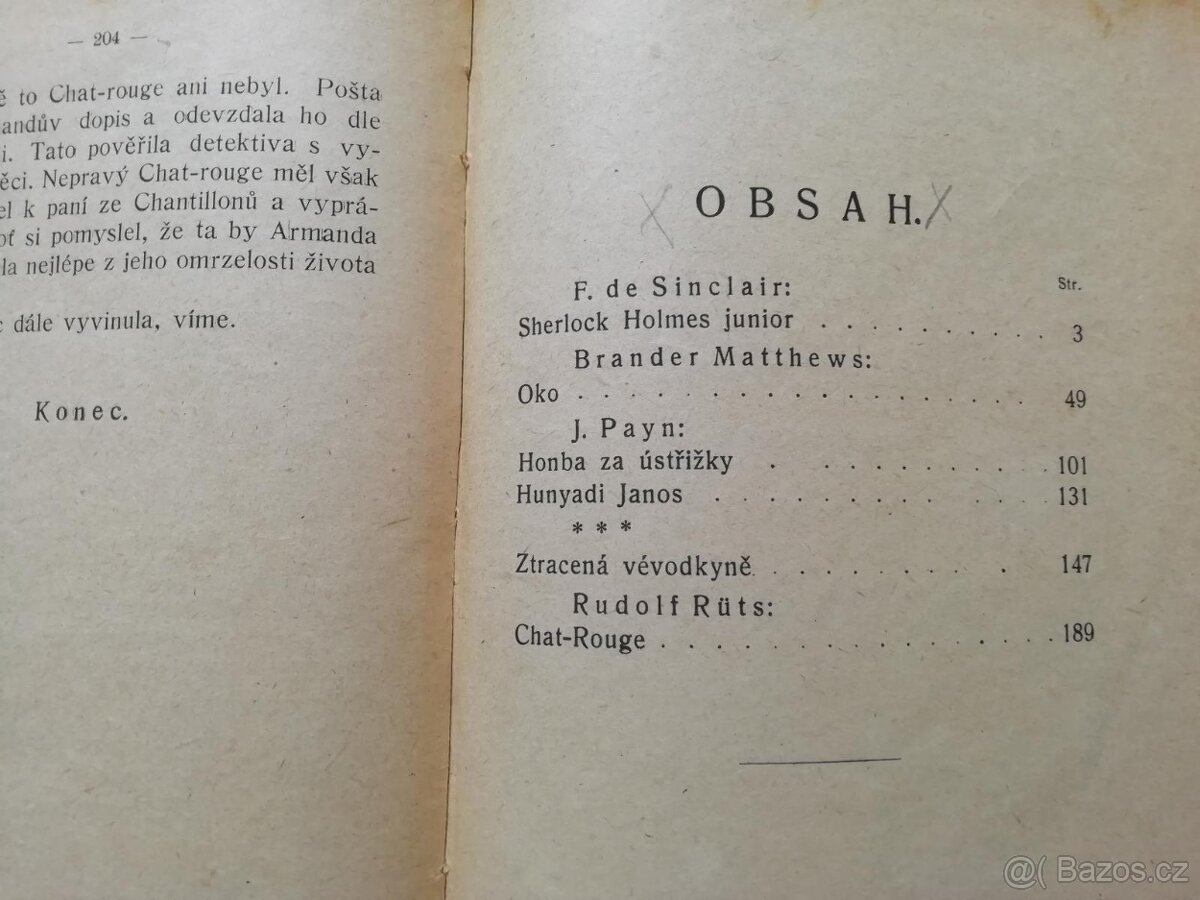 — 204 —
ě to Chat-rouge ani nebyl. Pošta
andův dopis a odevzdala ho dle
i. Tato pověřila detektiva s vy-
ěci. Nepravý Chat-rouge měl však
el k paní ze Chantillonů a vyprá-
oť si pomyslel, že ta by Armanda
la nejlépe z jeho omrzelosti života
c dále vyvinula, víme.
Konec.
OBSAH.
Str.
F. de Sinclair:
Sherlock Holmes junior . . . . . . . . . . 3
Brander Matthews:
Oko . . . . . . . . . . . . . . . . . . 49
J. Payn:
Honba za ústřižky . . . . . . . . . . . 101
Hunyadi Janos . . . . . . . . . . . 131
* * *
Ztracená vévodkyně . . . . . . . . . . 147
Rudolf Rüts:
Chat-Rouge . . . . . . . . . . . . . . 189
@( Bazos.cz